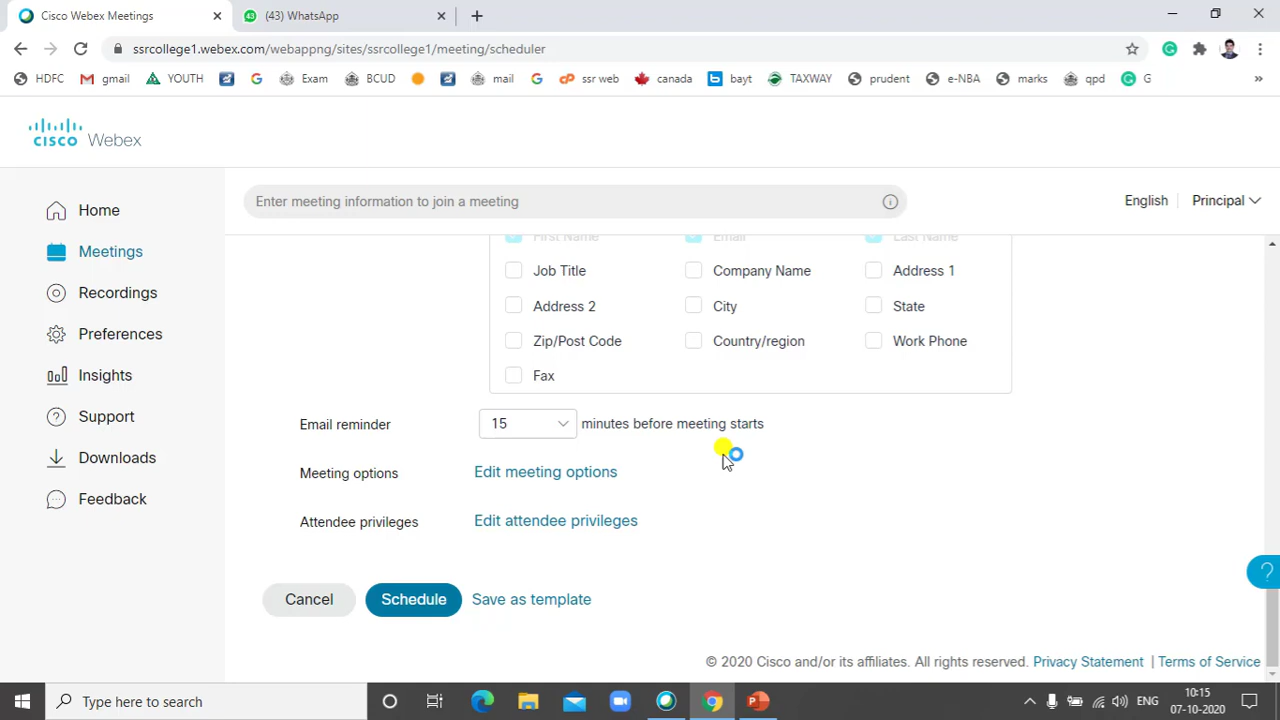 Cisco Webex Meetings
(43) WhatsApp
ssrcollege1.webex.com/webappng/sites/ssrcollege1/meeting/scheduler
HDFC gmail YOUTH Exam BCUD mail ssr web canada bayt TAXWAY prudent e-NBA marks qpd G
cisco Webex
Enter meeting information to join a meeting
English Principal
Home
Meetings
Recordings
Preferences
Insights
Support
Downloads
Feedback
First Name Email Last Name
Job Title Company Name Address 1
Address 2 City State
Zip/Post Code Country/region Work Phone
Fax
Email reminder 15 minutes before meeting starts
Meeting options Edit meeting options
Attendee privileges Edit attendee privileges
Cancel Schedule Save as template
© 2020 Cisco and/or its affiliates. All rights reserved. Privacy Statement | Terms of Service
Type here to search
ENG
10:15
07-10-2020